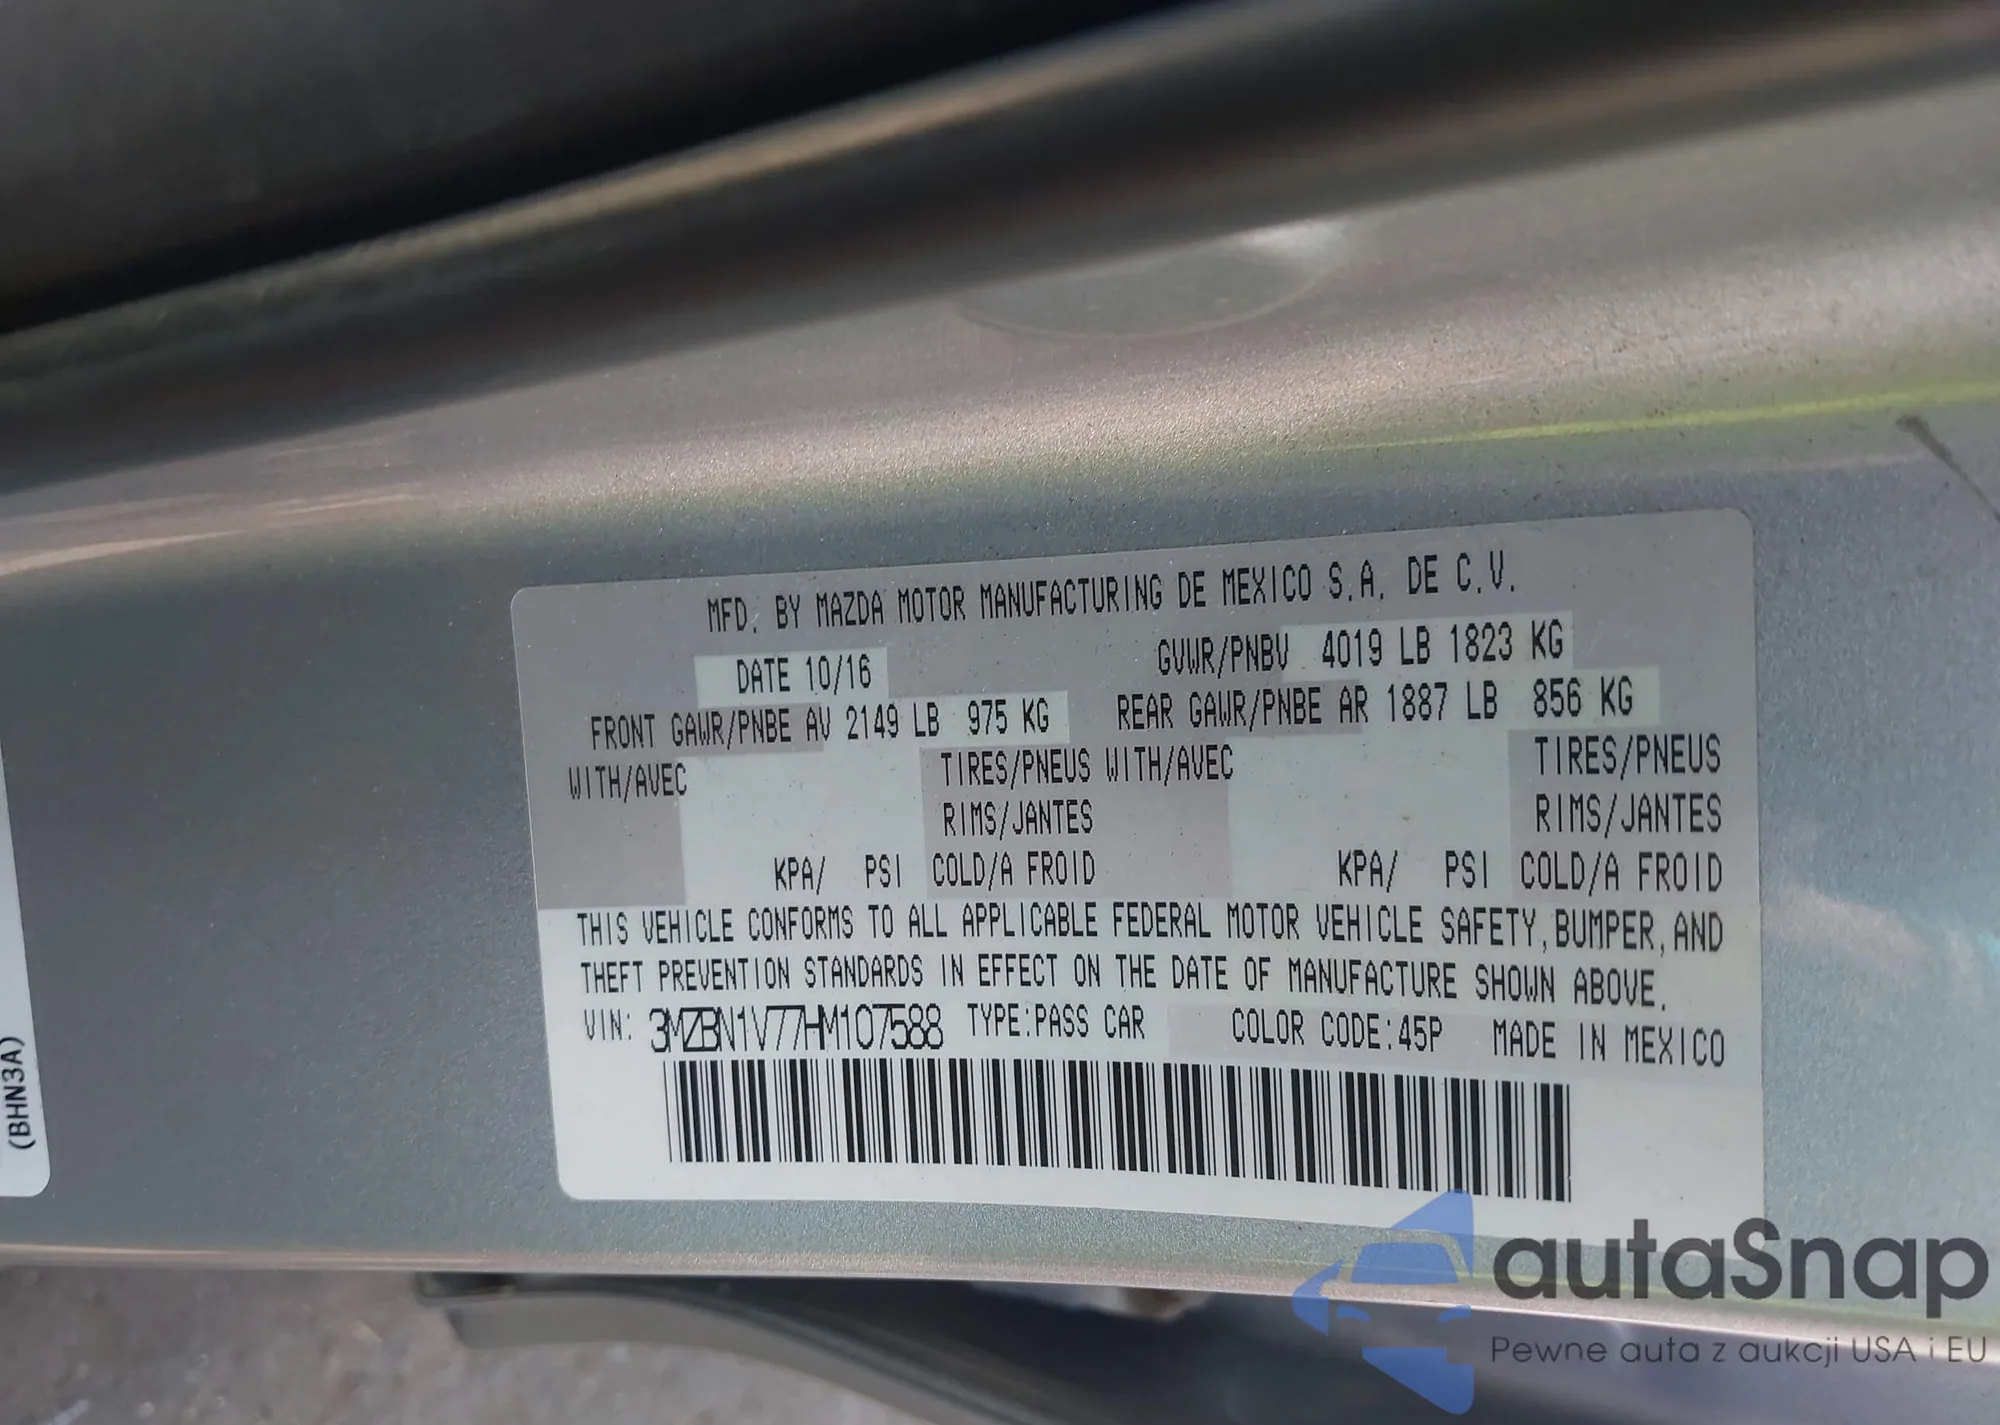 MFD. BY MAZDA MOTOR MANUFACTURING DE MEXICO S.A. DE C.V.
DATE 10/16 GVWR/PNBV 4019 LB 1823 KG
FRONT GAWR/PNBE AV 2149 LB 975 KG REAR GAWR/PNBE AR 1887 LB 856 KG
WITH/AVEC TIRES/PNEUS WITH/AVEC TIRES/PNEUS
RIMS/JANTES RIMS/JANTES
KPA/ PSI COLD/A FROID KPA/ PSI COLD/A FROID
THIS VEHICLE CONFORMS TO ALL APPLICABLE FEDERAL MOTOR VEHICLE SAFETY, BUMPER, AND
THEFT PREVENTION STANDARDS IN EFFECT ON THE DATE OF MANUFACTURE SHOWN ABOVE.
VIN: 3MZBN1V77HM107588 TYPE:PASS CAR COLOR CODE:45P MADE IN MEXICO
(BHN3A)
autaSnap
Pewne auta z aukcji USA i EU